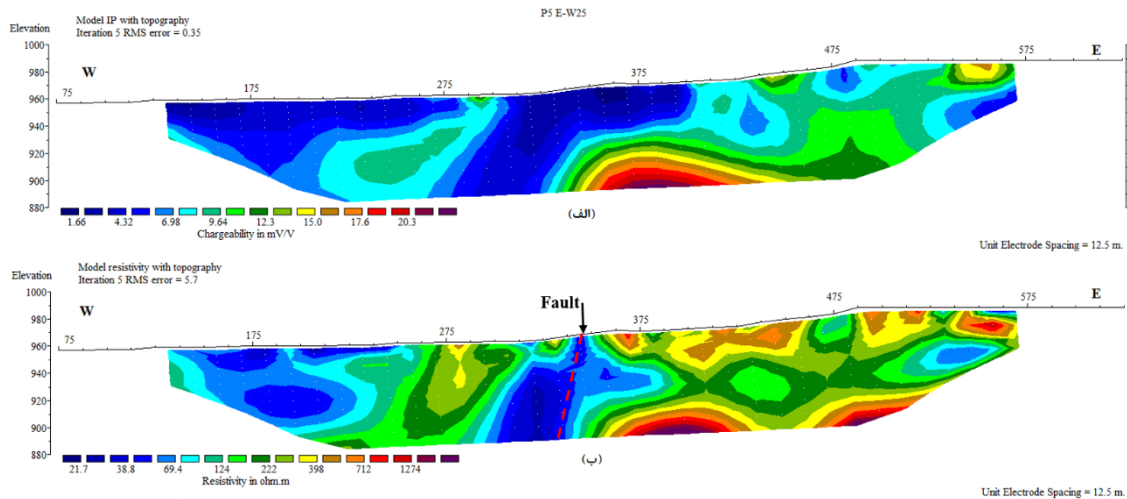 P5 E-W25
Model IP with topography
Iteration 5 RMS error = 0.35
Elevation
W
E
1000
980
960
940
920
900
880
75
175
275
375
475
575
1.66 4.32 6.98 9.64 12.3 15.0 17.6 20.3
Chargeability in mV/V
(الف)
Unit Electrode Spacing = 12.5 m.
Model resistivity with topography
Iteration 5 RMS error = 5.7
Elevation
W
Fault
E
1000
980
960
940
920
900
880
75
175
275
375
475
575
21.7 38.8 69.4 124 222 398 712 1274
Resistivity in ohm.m
(ب)
Unit Electrode Spacing = 12.5 m.